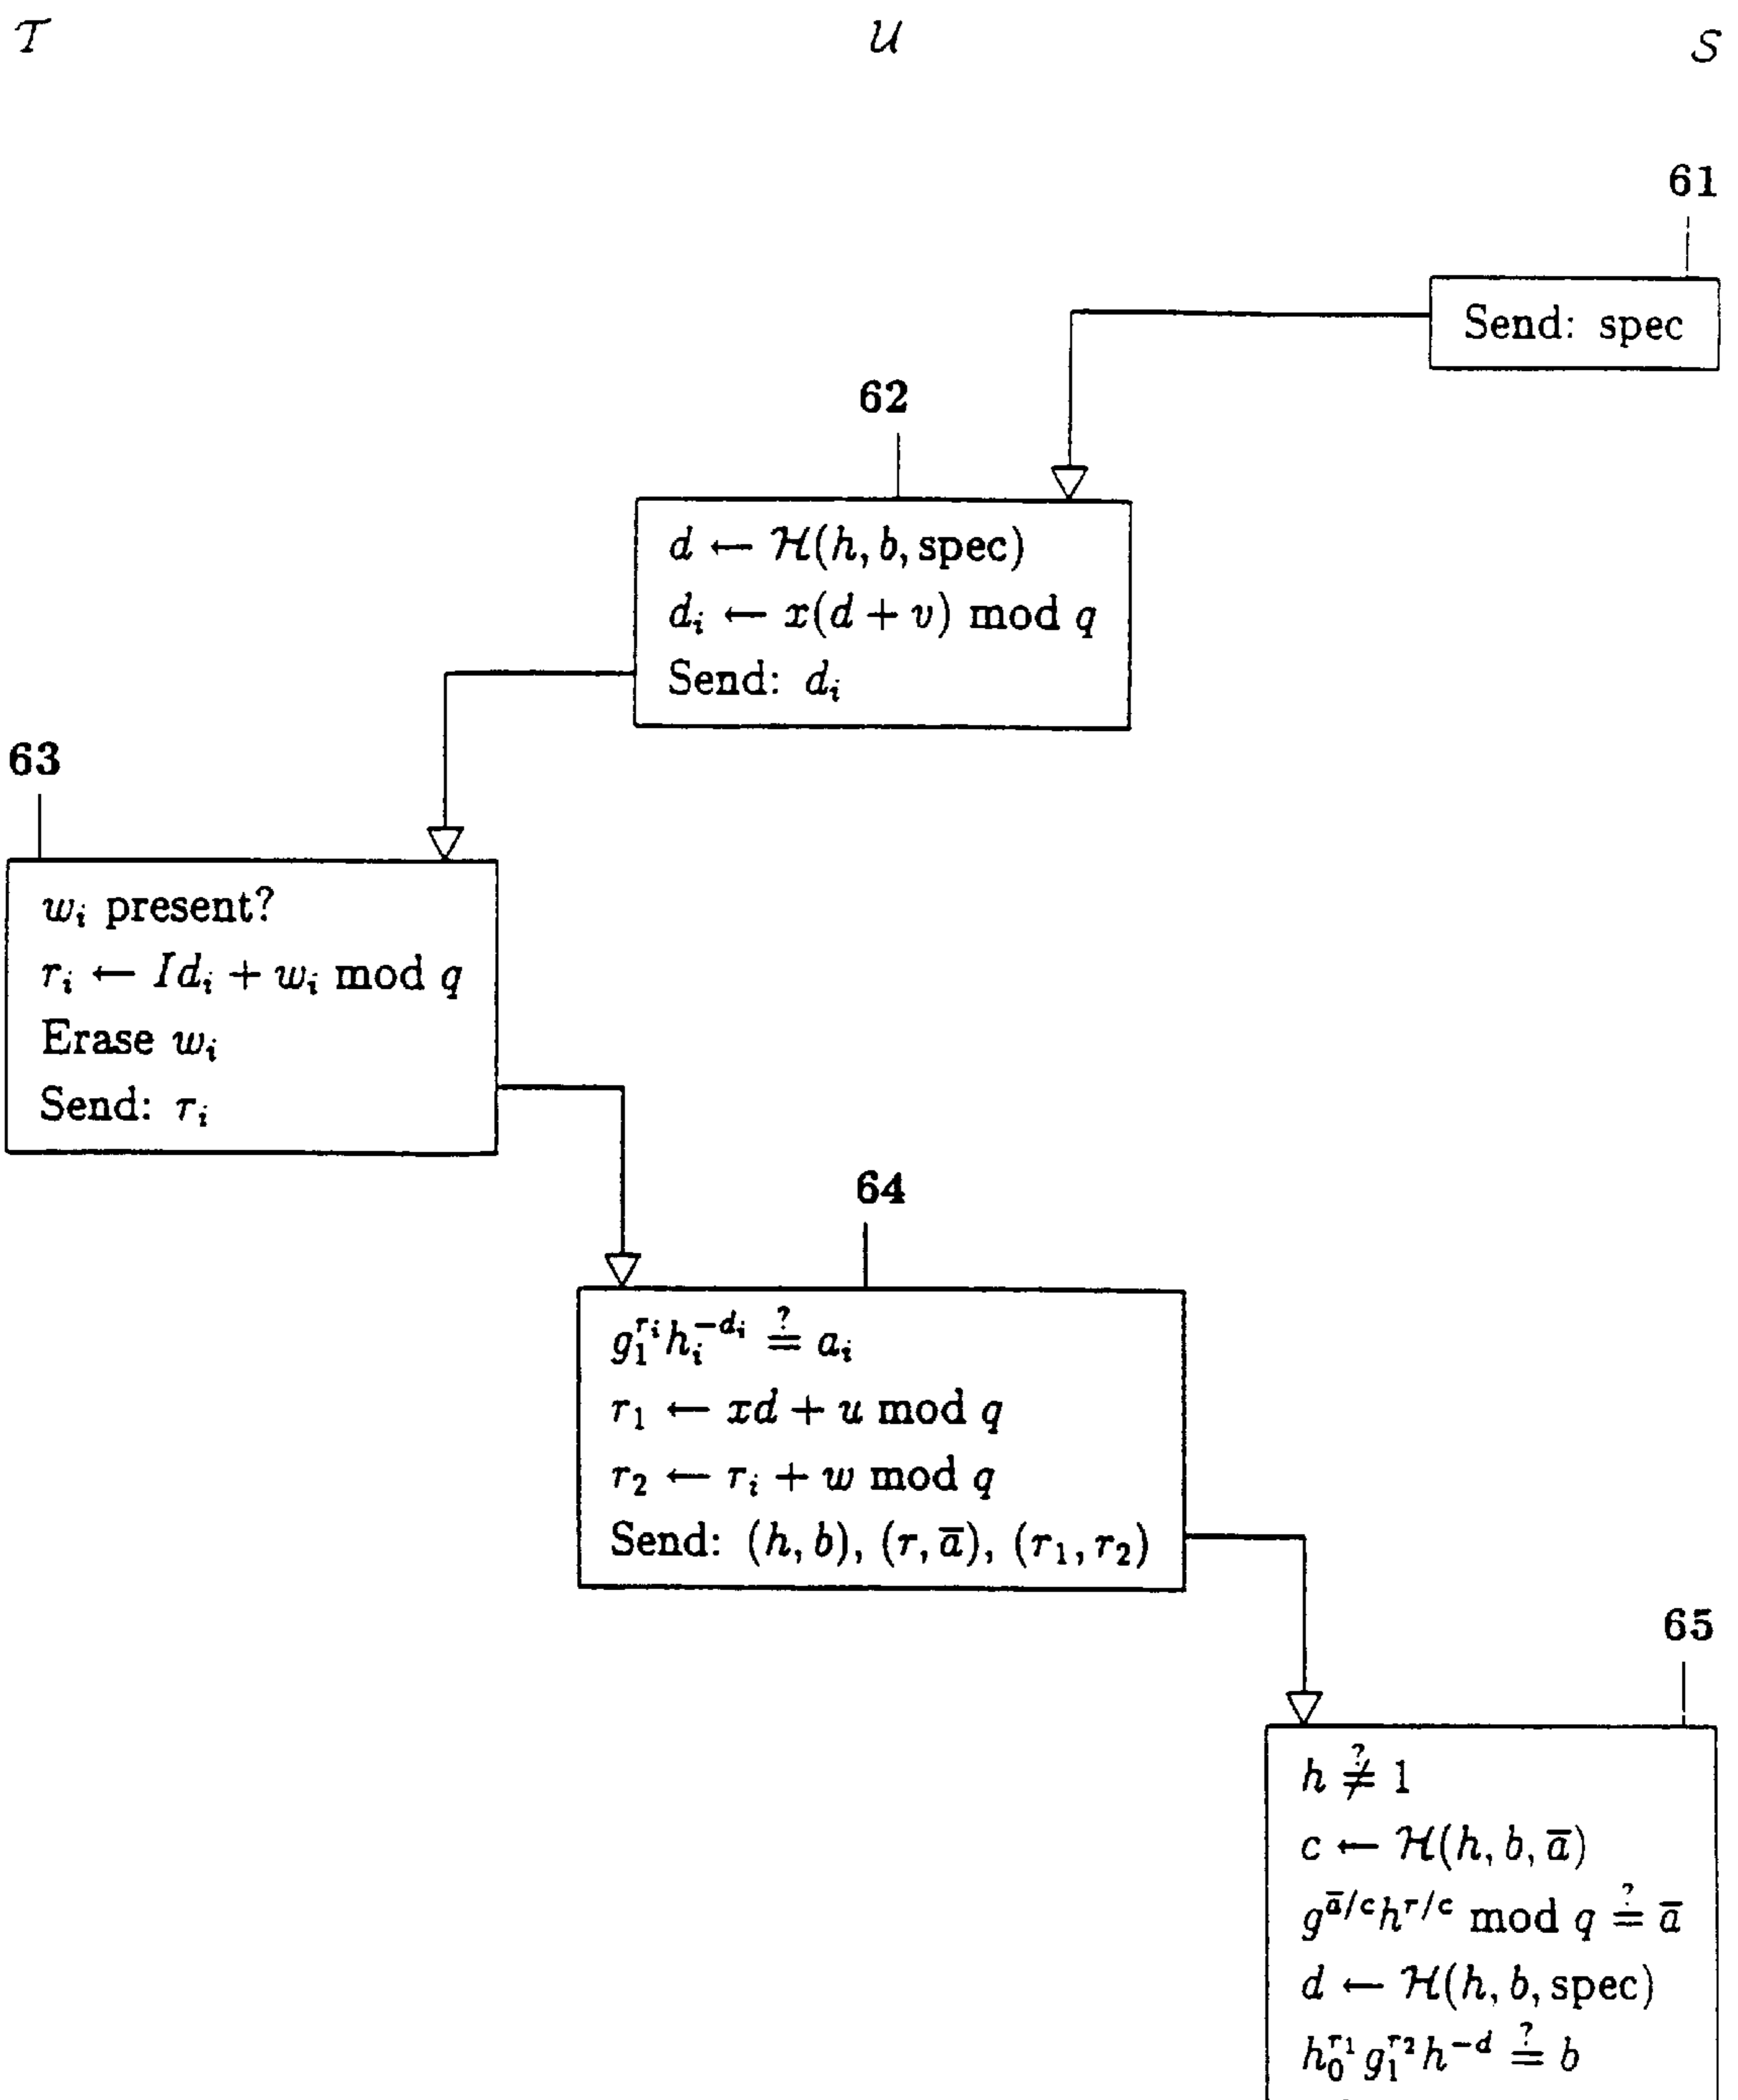 𝒯 𝒰 𝒮
61
Send: spec
62
d ← ℋ(h, b, spec)
dᵢ ← x(d + v) mod q
Send: dᵢ
63
wᵢ present?
rᵢ ← Idᵢ + wᵢ mod q
Erase wᵢ
Send: rᵢ
64
g₁^{rᵢ} hᵢ^{−dᵢ} ≟ aᵢ
r₁ ← xd + u mod q
r₂ ← rᵢ + w mod q
Send: (h, b), (r, a̅), (r₁, r₂)
65
h ≠^? 1
c ← ℋ(h, b, a̅)
g^{a̅/c} h^{r/c} mod q ≟ a̅
d ← ℋ(h, b, spec)
h₀^{r₁} g₁^{r₂} h^{−d} ≟ b